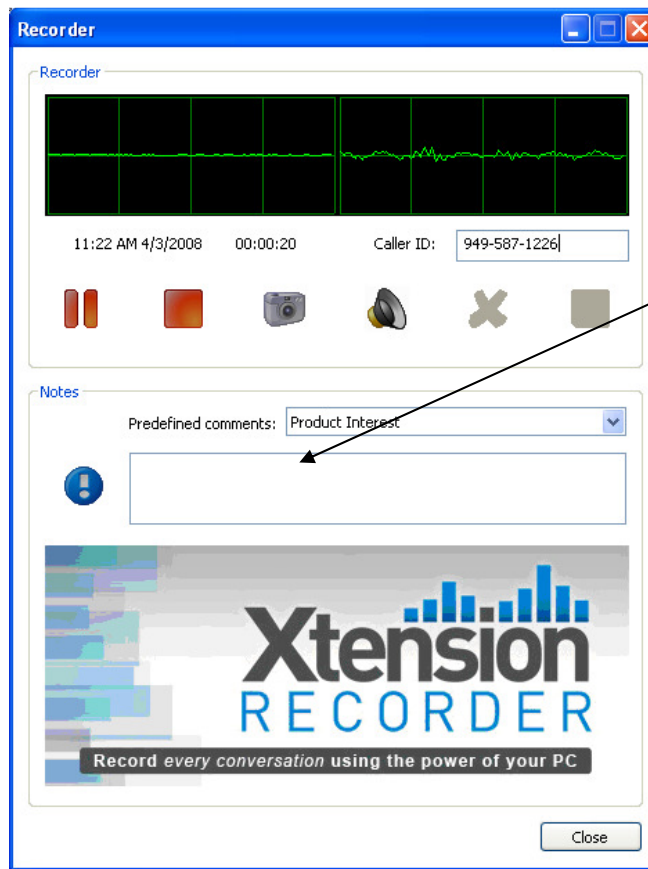 Recorder
Recorder
11:22 AM 4/3/2008 00:00:20 Caller ID: 949-587-1226
Notes
Predefined comments: Product Interest
Xtension
RECORDER
Record every conversation using the power of your PC
Close